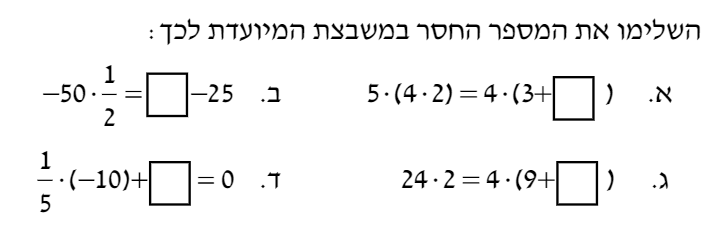 השלימו את המספר החסר במשבצת המיועדת לכך :
א. 5·(4·2) = 4·(3+□ )
ב. −50·1/2 = □−25
ג. 24·2 = 4·(9+□ )
ד. 1/5·(−10)+□ = 0